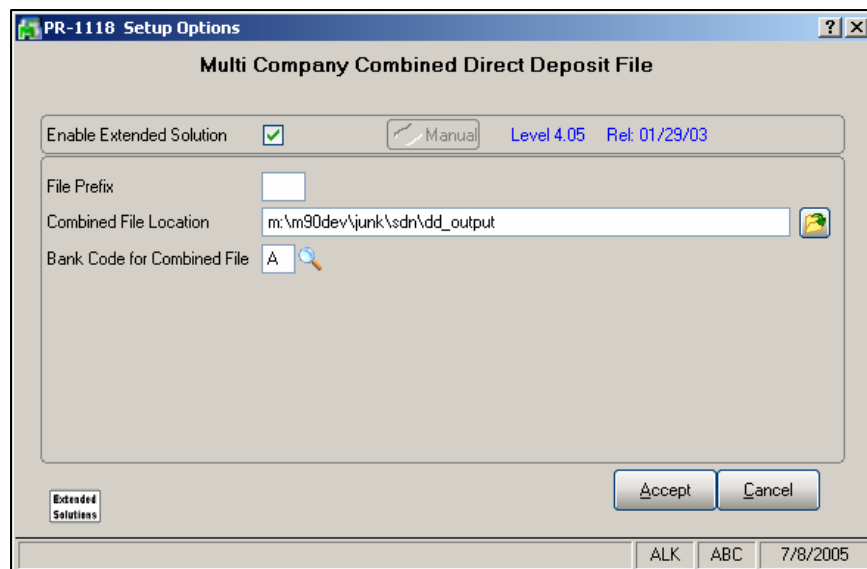 PR-1118 Setup Options
Multi Company Combined Direct Deposit File
Enable Extended Solution Manual Level 4.05 Rel: 01/29/03
File Prefix
Combined File Location m:\m90dev\junk\sdn\dd_output
Bank Code for Combined File A
Accept Cancel
Extended
Solutions
ALK ABC 7/8/2005